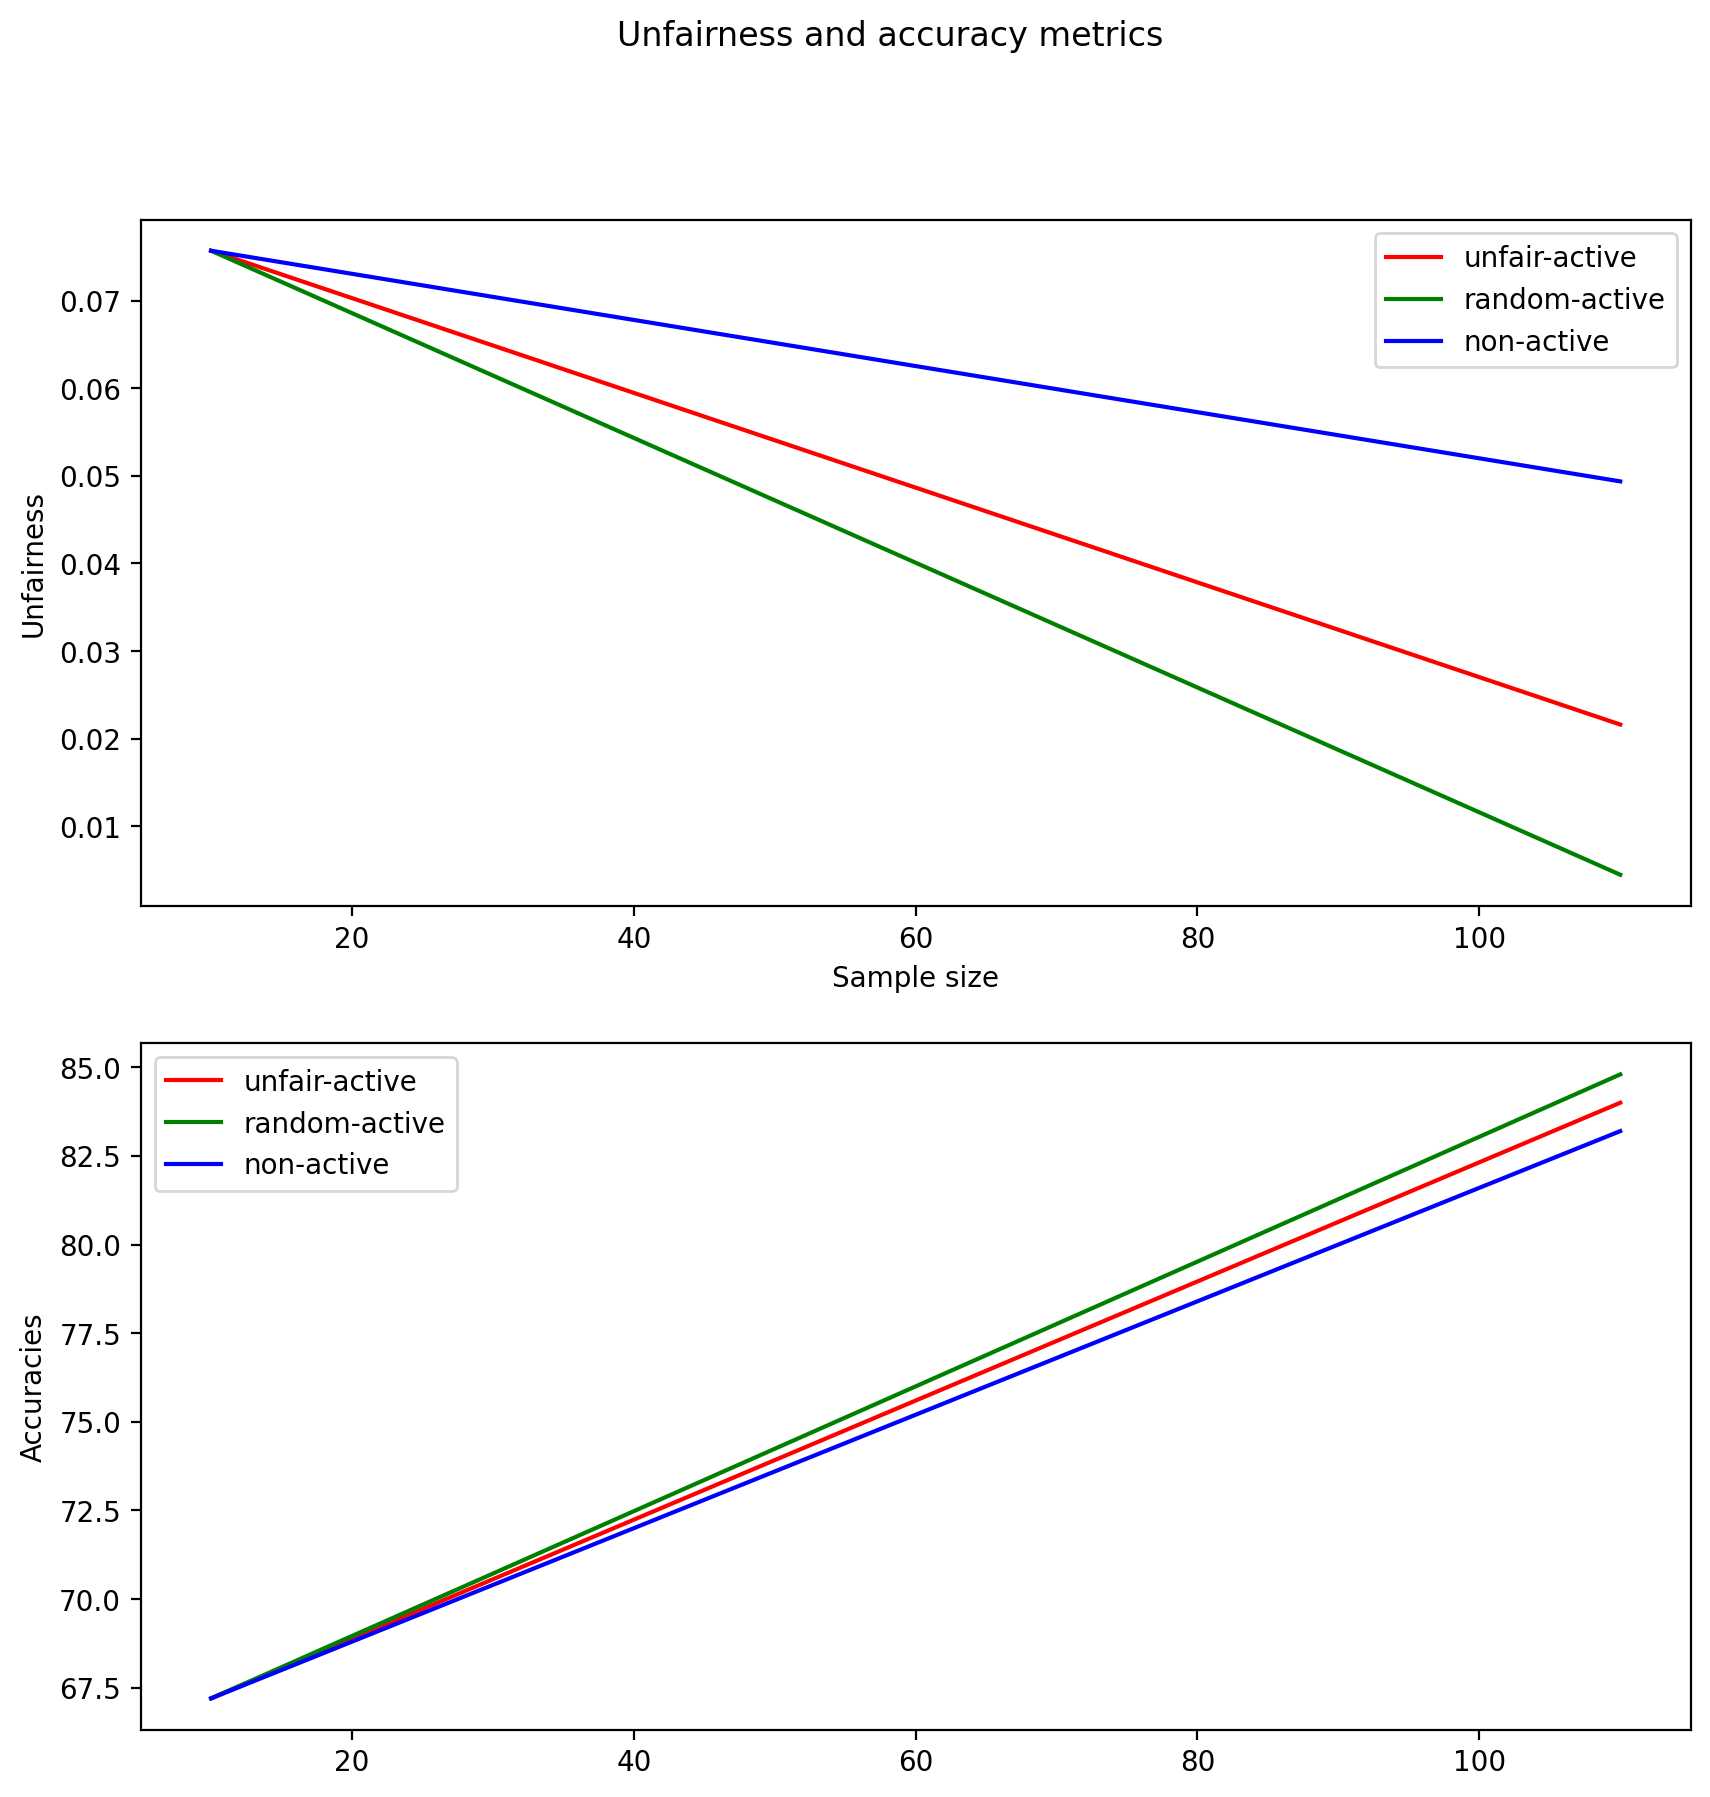 Unfairness and accuracy metrics
unfair-active
random-active
non-active
0.07
0.06
0.05
0.04
0.03
0.02
0.01
Unfairness
20 40 60 80 100
Sample size
unfair-active
random-active
non-active
85.0
82.5
80.0
77.5
75.0
72.5
70.0
67.5
Accuracies
20 40 60 80 100